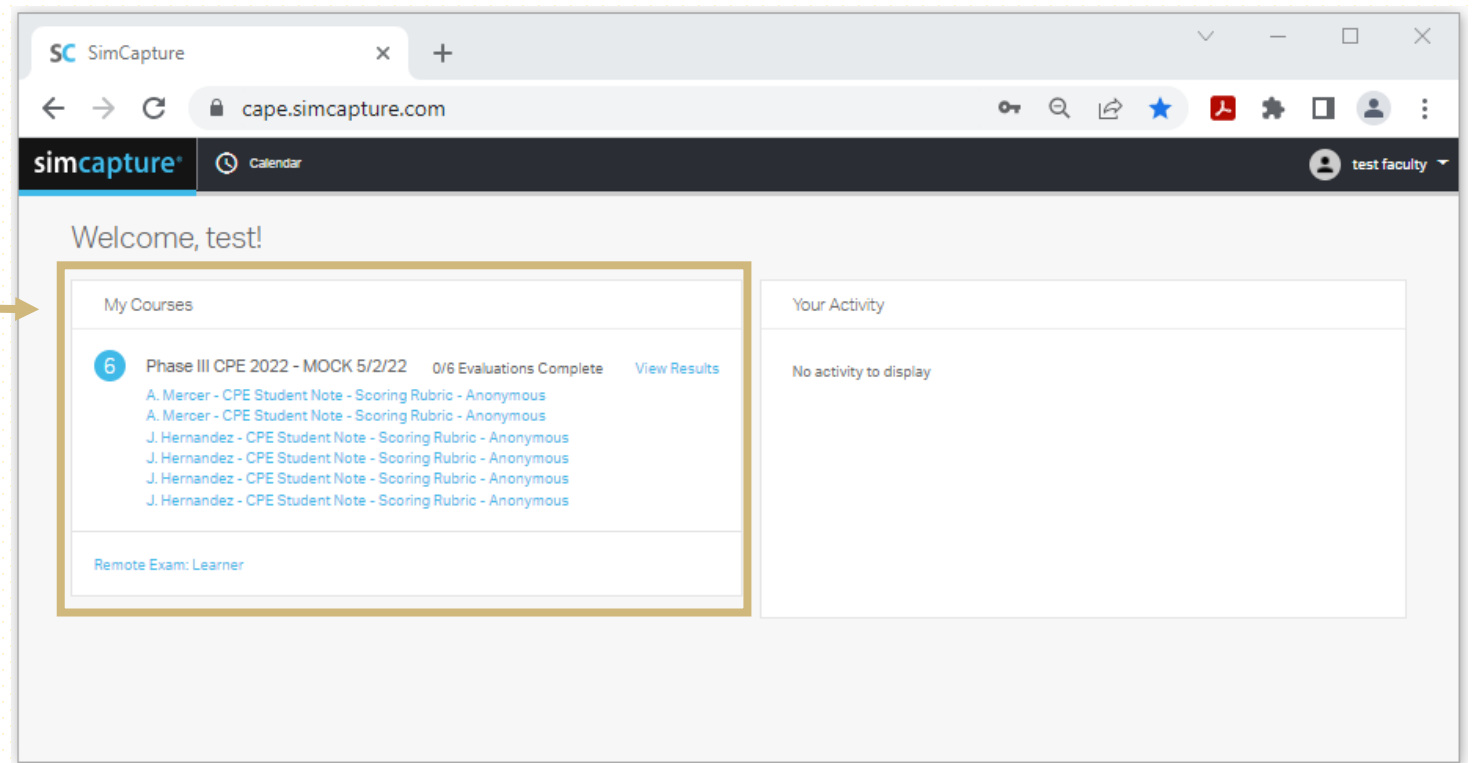 SC SimCapture
cape.simcapture.com
simcapture® Calendar test faculty
Welcome, test!
My Courses
6 Phase III CPE 2022 - MOCK 5/2/22 0/6 Evaluations Complete View Results
A. Mercer - CPE Student Note - Scoring Rubric - Anonymous
A. Mercer - CPE Student Note - Scoring Rubric - Anonymous
J. Hernandez - CPE Student Note - Scoring Rubric - Anonymous
J. Hernandez - CPE Student Note - Scoring Rubric - Anonymous
J. Hernandez - CPE Student Note - Scoring Rubric - Anonymous
J. Hernandez - CPE Student Note - Scoring Rubric - Anonymous
Remote Exam: Learner
Your Activity
No activity to display